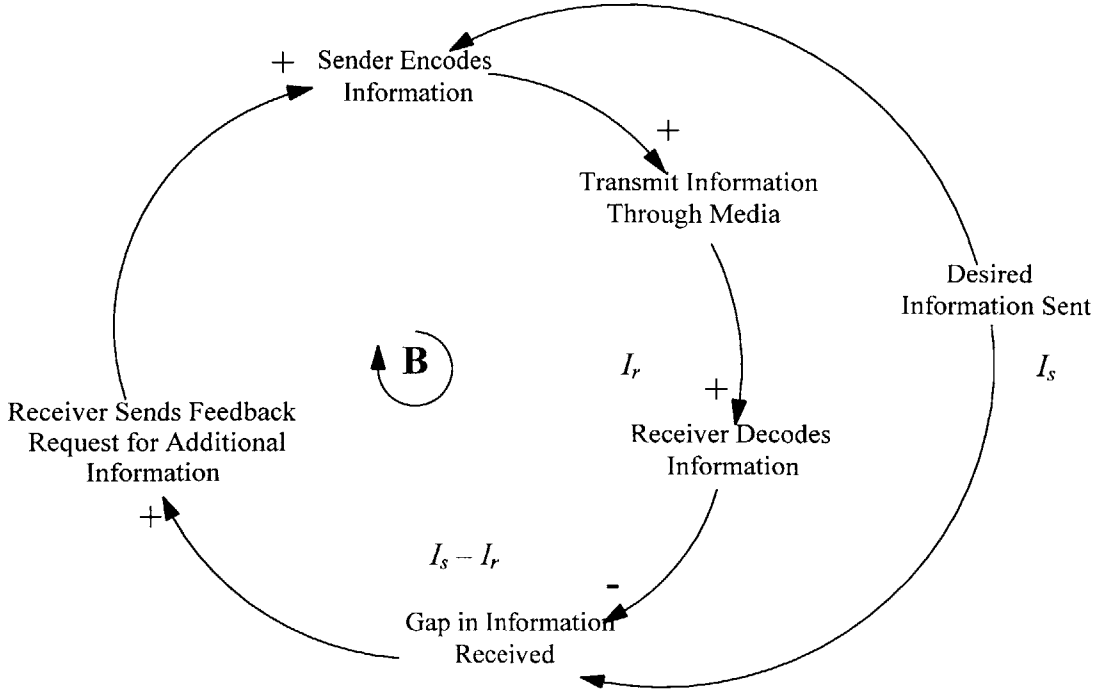 +
Sender Encodes
Information
+
Transmit Information
Through Media
Desired
Information Sent
I_s
B
I_r
+
Receiver Decodes
Information
Receiver Sends Feedback
Request for Additional
Information
+
I_s – I_r
-
Gap in Information
Received